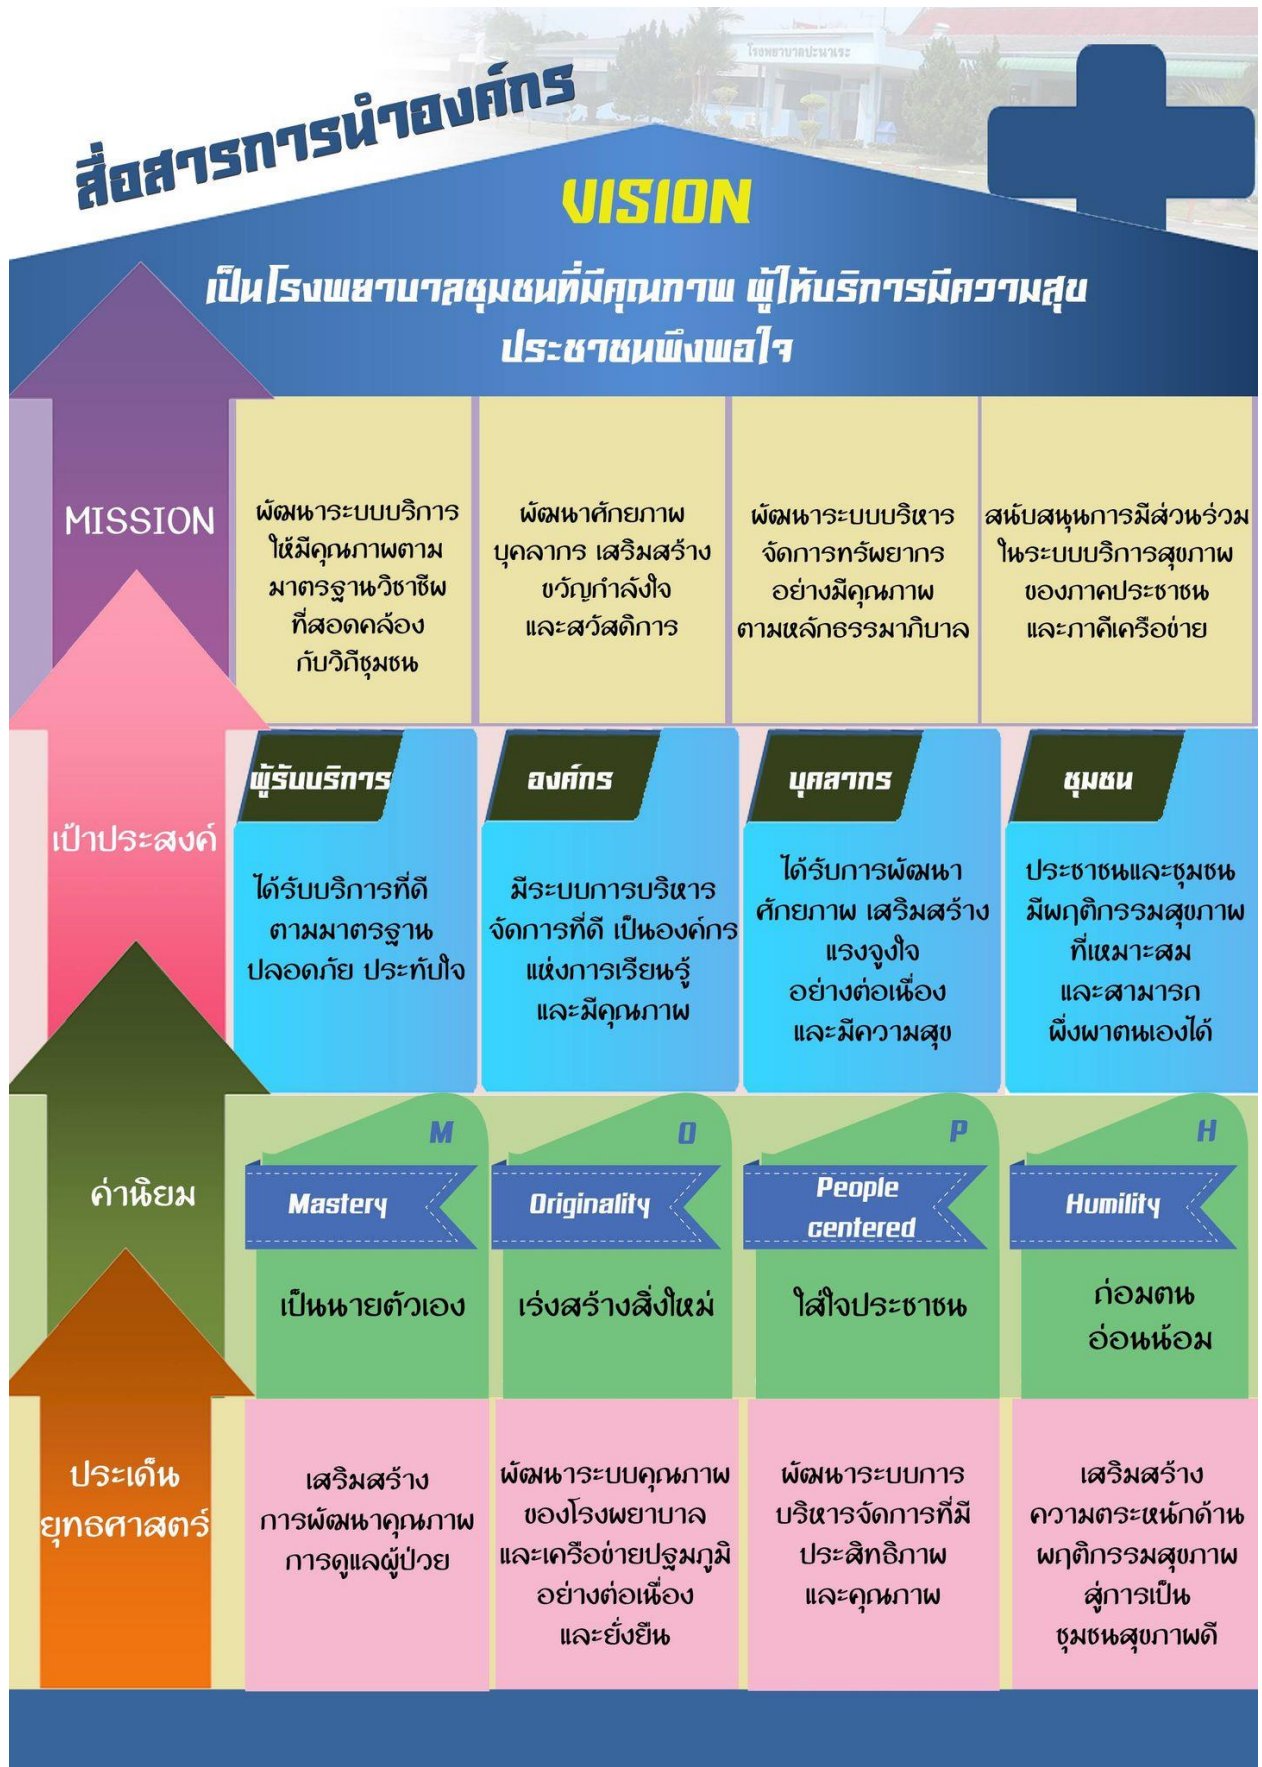 โรงพยาบาลปะนาเระ
สื่อสารการนำองค์กร
VISION
เป็นโรงพยาบาลชุมชนที่มีคุณภาพ ผู้ให้บริการมีความสุข
ประชาชนพึงพอใจ
MISSION
พัฒนาระบบบริการ
ให้มีคุณภาพตาม
มาตรฐานวิชาชีพ
ที่สอดคล้อง
กับวิถีชุมชน
พัฒนาศักยภาพ
บุคลากร เสริมสร้าง
ขวัญกำลังใจ
และสวัสดิการ
พัฒนาระบบบริหาร
จัดการทรัพยากร
อย่างมีคุณภาพ
ตามหลักธรรมาภิบาล
สนับสนุนการมีส่วนร่วม
ในระบบบริการสุขภาพ
ของภาคประชาชน
และภาคีเครือข่าย
เป้าประสงค์
ผู้รับบริการ
ได้รับบริการที่ดี
ตามมาตรฐาน
ปลอดภัย ประทับใจ
องค์กร
มีระบบการบริหาร
จัดการที่ดี เป็นองค์กร
แห่งการเรียนรู้
และมีคุณภาพ
บุคลากร
ได้รับการพัฒนา
ศักยภาพ เสริมสร้าง
แรงจูงใจ
อย่างต่อเนื่อง
และมีความสุข
ชุมชน
ประชาชนและชุมชน
มีพฤติกรรมสุขภาพ
ที่เหมาะสม
และสามารถ
พึ่งพาตนเองได้
ค่านิยม
M
Mastery
เป็นนายตัวเอง
O
Originality
เร่งสร้างสิ่งใหม่
P
People
centered
ใส่ใจประชาชน
H
Humility
ถ่อมตน
อ่อนน้อม
ประเด็น
ยุทธศาสตร์
เสริมสร้าง
การพัฒนาคุณภาพ
การดูแลผู้ป่วย
พัฒนาระบบคุณภาพ
ของโรงพยาบาล
และเครือข่ายปฐมภูมิ
อย่างต่อเนื่อง
และยั่งยืน
พัฒนาระบบการ
บริหารจัดการที่มี
ประสิทธิภาพ
และคุณภาพ
เสริมสร้าง
ความตระหนักด้าน
พฤติกรรมสุขภาพ
สู่การเป็น
ชุมชนสุขภาพดี